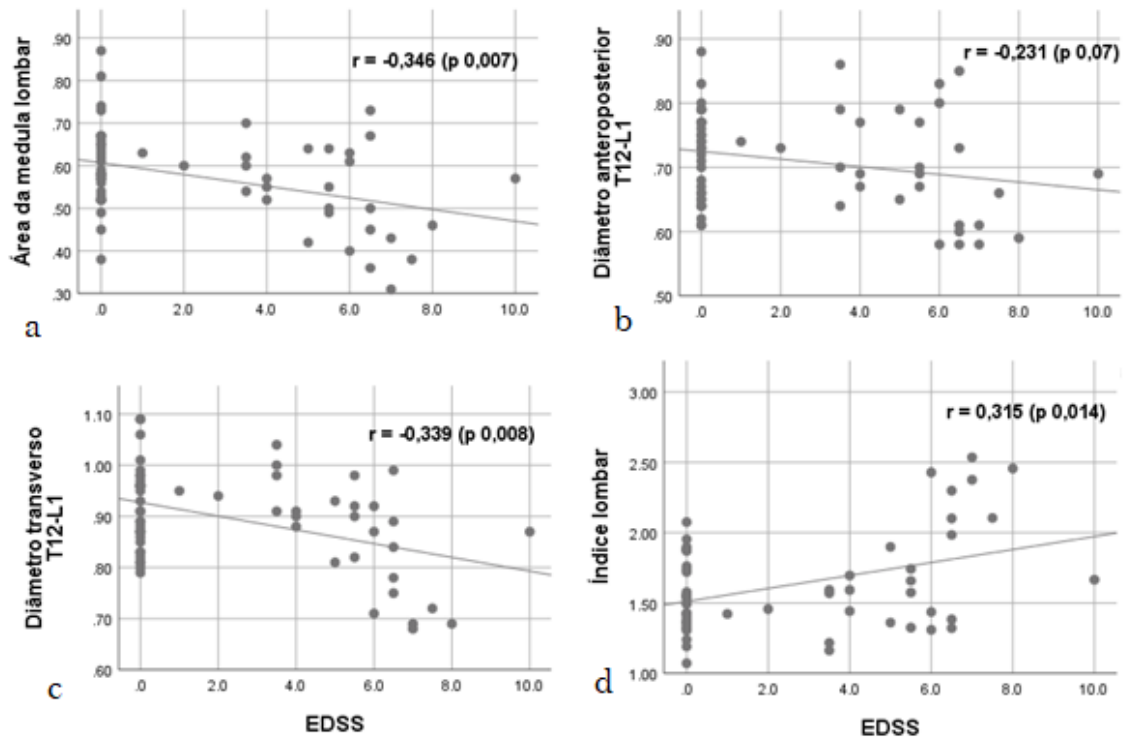 r = -0,346 (p 0,007)
Área da medula lombar
.90
.80
.70
.60
.50
.40
.30
.0 2.0 4.0 6.0 8.0 10.0
a
r = -0,231 (p 0,07)
Diâmetro anteroposterior
T12-L1
.90
.80
.70
.60
.50
.0 2.0 4.0 6.0 8.0 10.0
b
r = -0,339 (p 0,008)
Diâmetro transverso
T12-L1
1.10
1.00
.90
.80
.70
.60
.0 2.0 4.0 6.0 8.0 10.0
EDSS
c
r = 0,315 (p 0,014)
Índice lombar
3.00
2.50
2.00
1.50
1.00
.0 2.0 4.0 6.0 8.0 10.0
EDSS
d